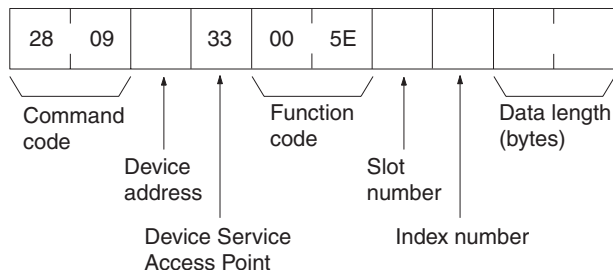 28 09 33 00 5E
Command
code
Function
code
Data length
(bytes)
Device
address
Slot
number
Device Service
Access Point
Index number